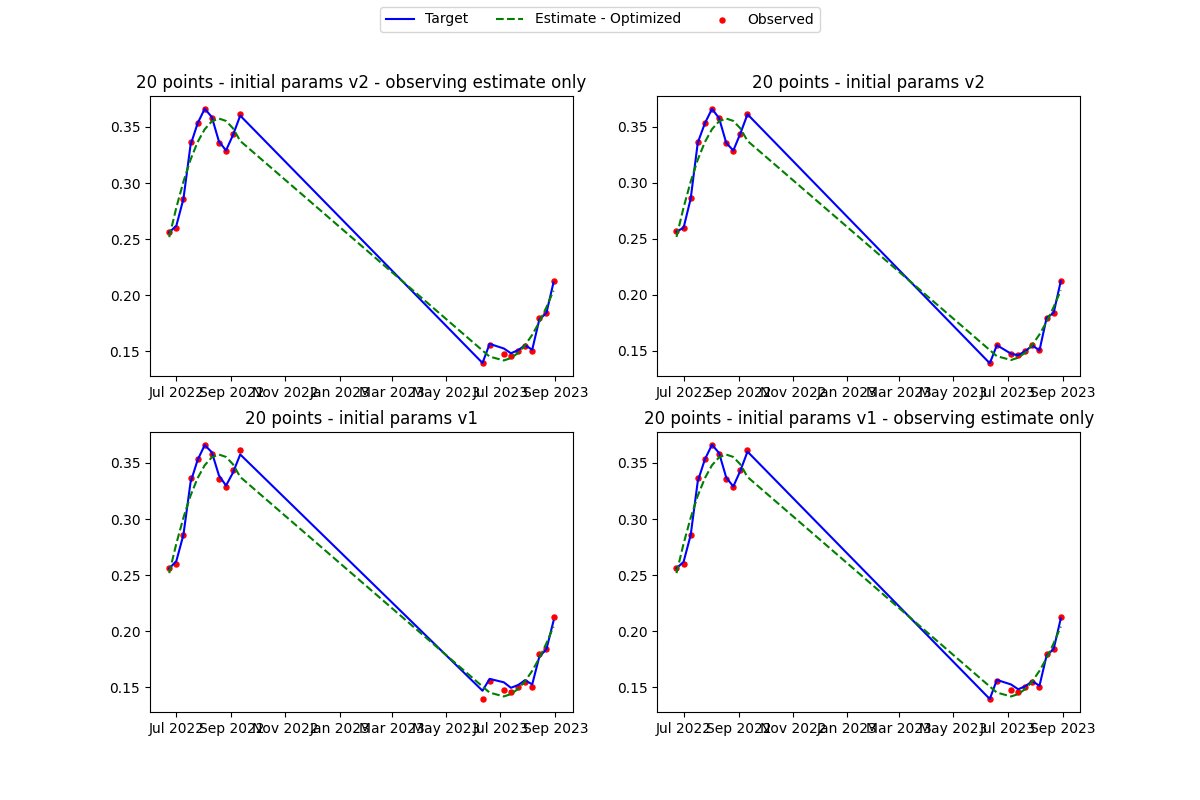 Target Estimate - Optimized Observed
20 points - initial params v2 - observing estimate only
0.35
0.30
0.25
0.20
0.15
Jul 2022 Sep 2022 Nov 2022 Jan 2023 Mar 2023 May 2023 Jul 2023 Sep 2023
20 points - initial params v2
0.35
0.30
0.25
0.20
0.15
Jul 2022 Sep 2022 Nov 2022 Jan 2023 Mar 2023 May 2023 Jul 2023 Sep 2023
20 points - initial params v1
0.35
0.30
0.25
0.20
0.15
Jul 2022 Sep 2022 Nov 2022 Jan 2023 Mar 2023 May 2023 Jul 2023 Sep 2023
20 points - initial params v1 - observing estimate only
0.35
0.30
0.25
0.20
0.15
Jul 2022 Sep 2022 Nov 2022 Jan 2023 Mar 2023 May 2023 Jul 2023 Sep 2023